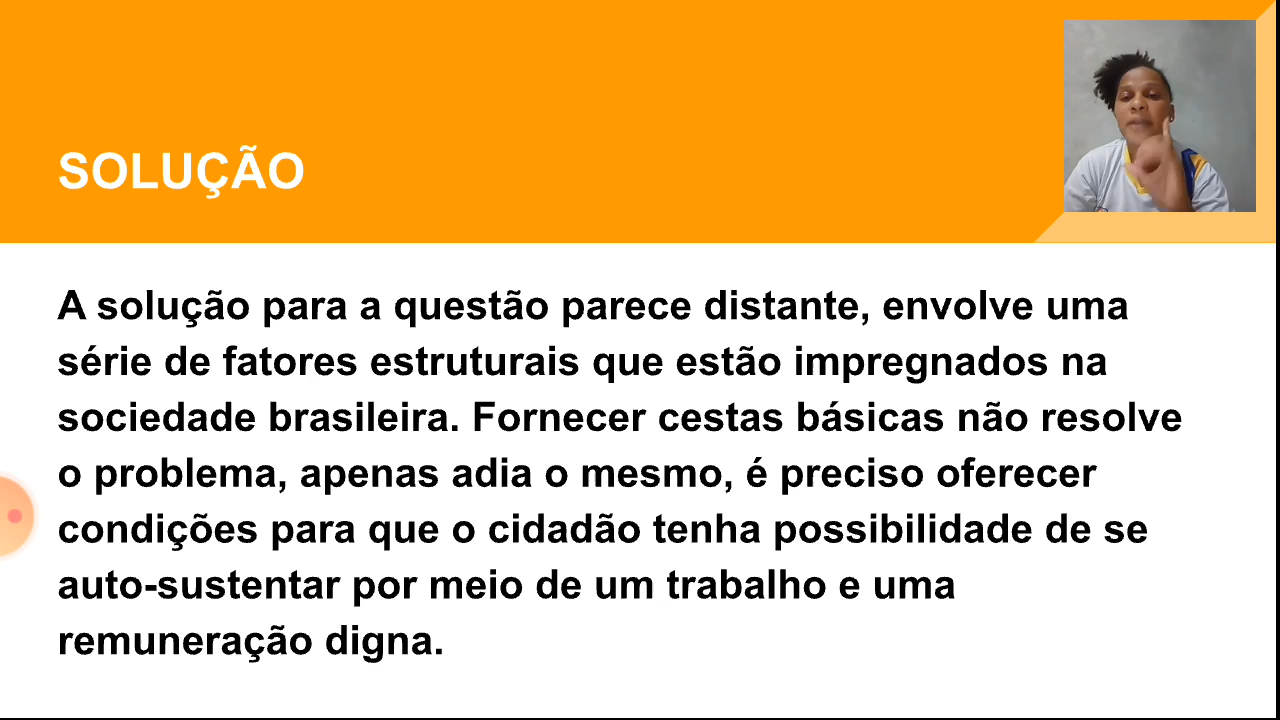 SOLUÇÃO
A solução para a questão parece distante, envolve uma
série de fatores estruturais que estão impregnados na
sociedade brasileira. Fornecer cestas básicas não resolve
o problema, apenas adia o mesmo, é preciso oferecer
condições para que o cidadão tenha possibilidade de se
auto-sustentar por meio de um trabalho e uma
remuneração digna.